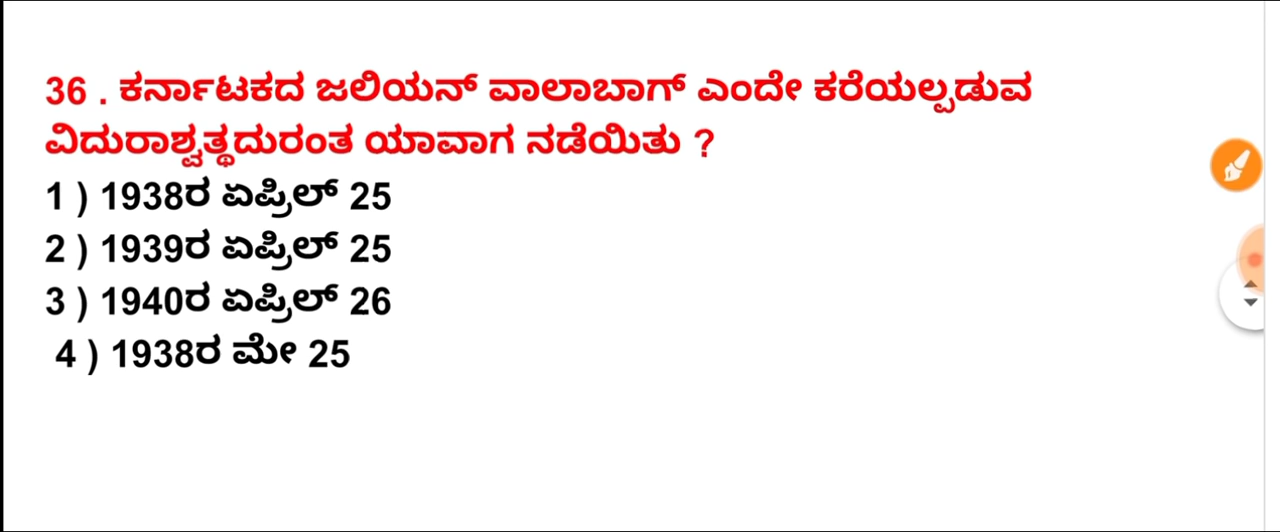 36 . ಕರ್ನಾಟಕದ ಜಲಿಯನ್ ವಾಲಾಬಾಗ್ ಎಂದೇ ಕರೆಯಲ್ಪಡುವ
ವಿದುರಾಶ್ವತ್ಥದುರಂತ ಯಾವಾಗ ನಡೆಯಿತು ?
1 ) 1938ರ ಏಪ್ರಿಲ್ 25
2 ) 1939ರ ಏಪ್ರಿಲ್ 25
3 ) 1940ರ ಏಪ್ರಿಲ್ 26
4 ) 1938ರ ಮೇ 25